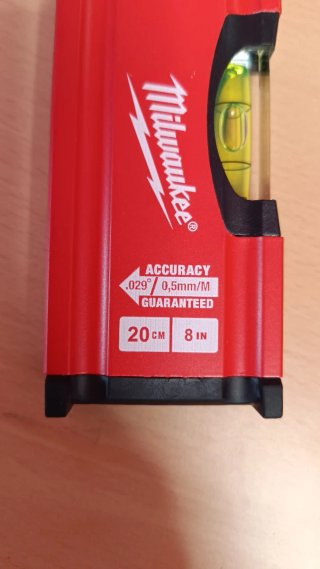 Milwaukee®
ACCURACY
.029°/0,5mm/M
GUARANTEED
20 CM 8 IN